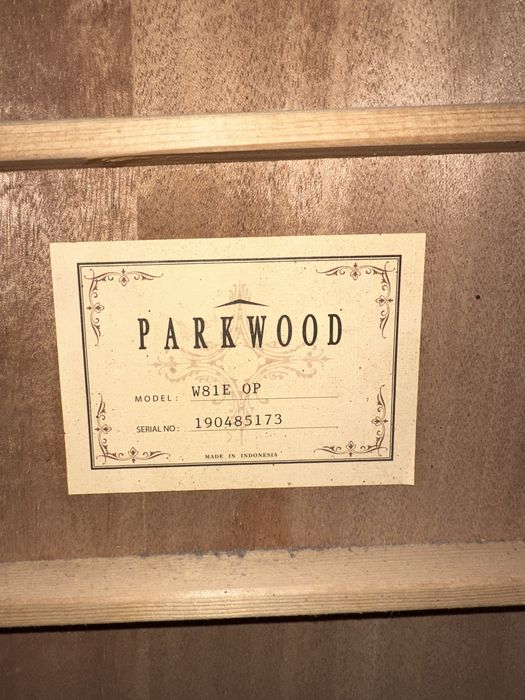 PARKWOOD
MODEL: W81E OP
SERIAL NO: 190485173
MADE IN INDONESIA